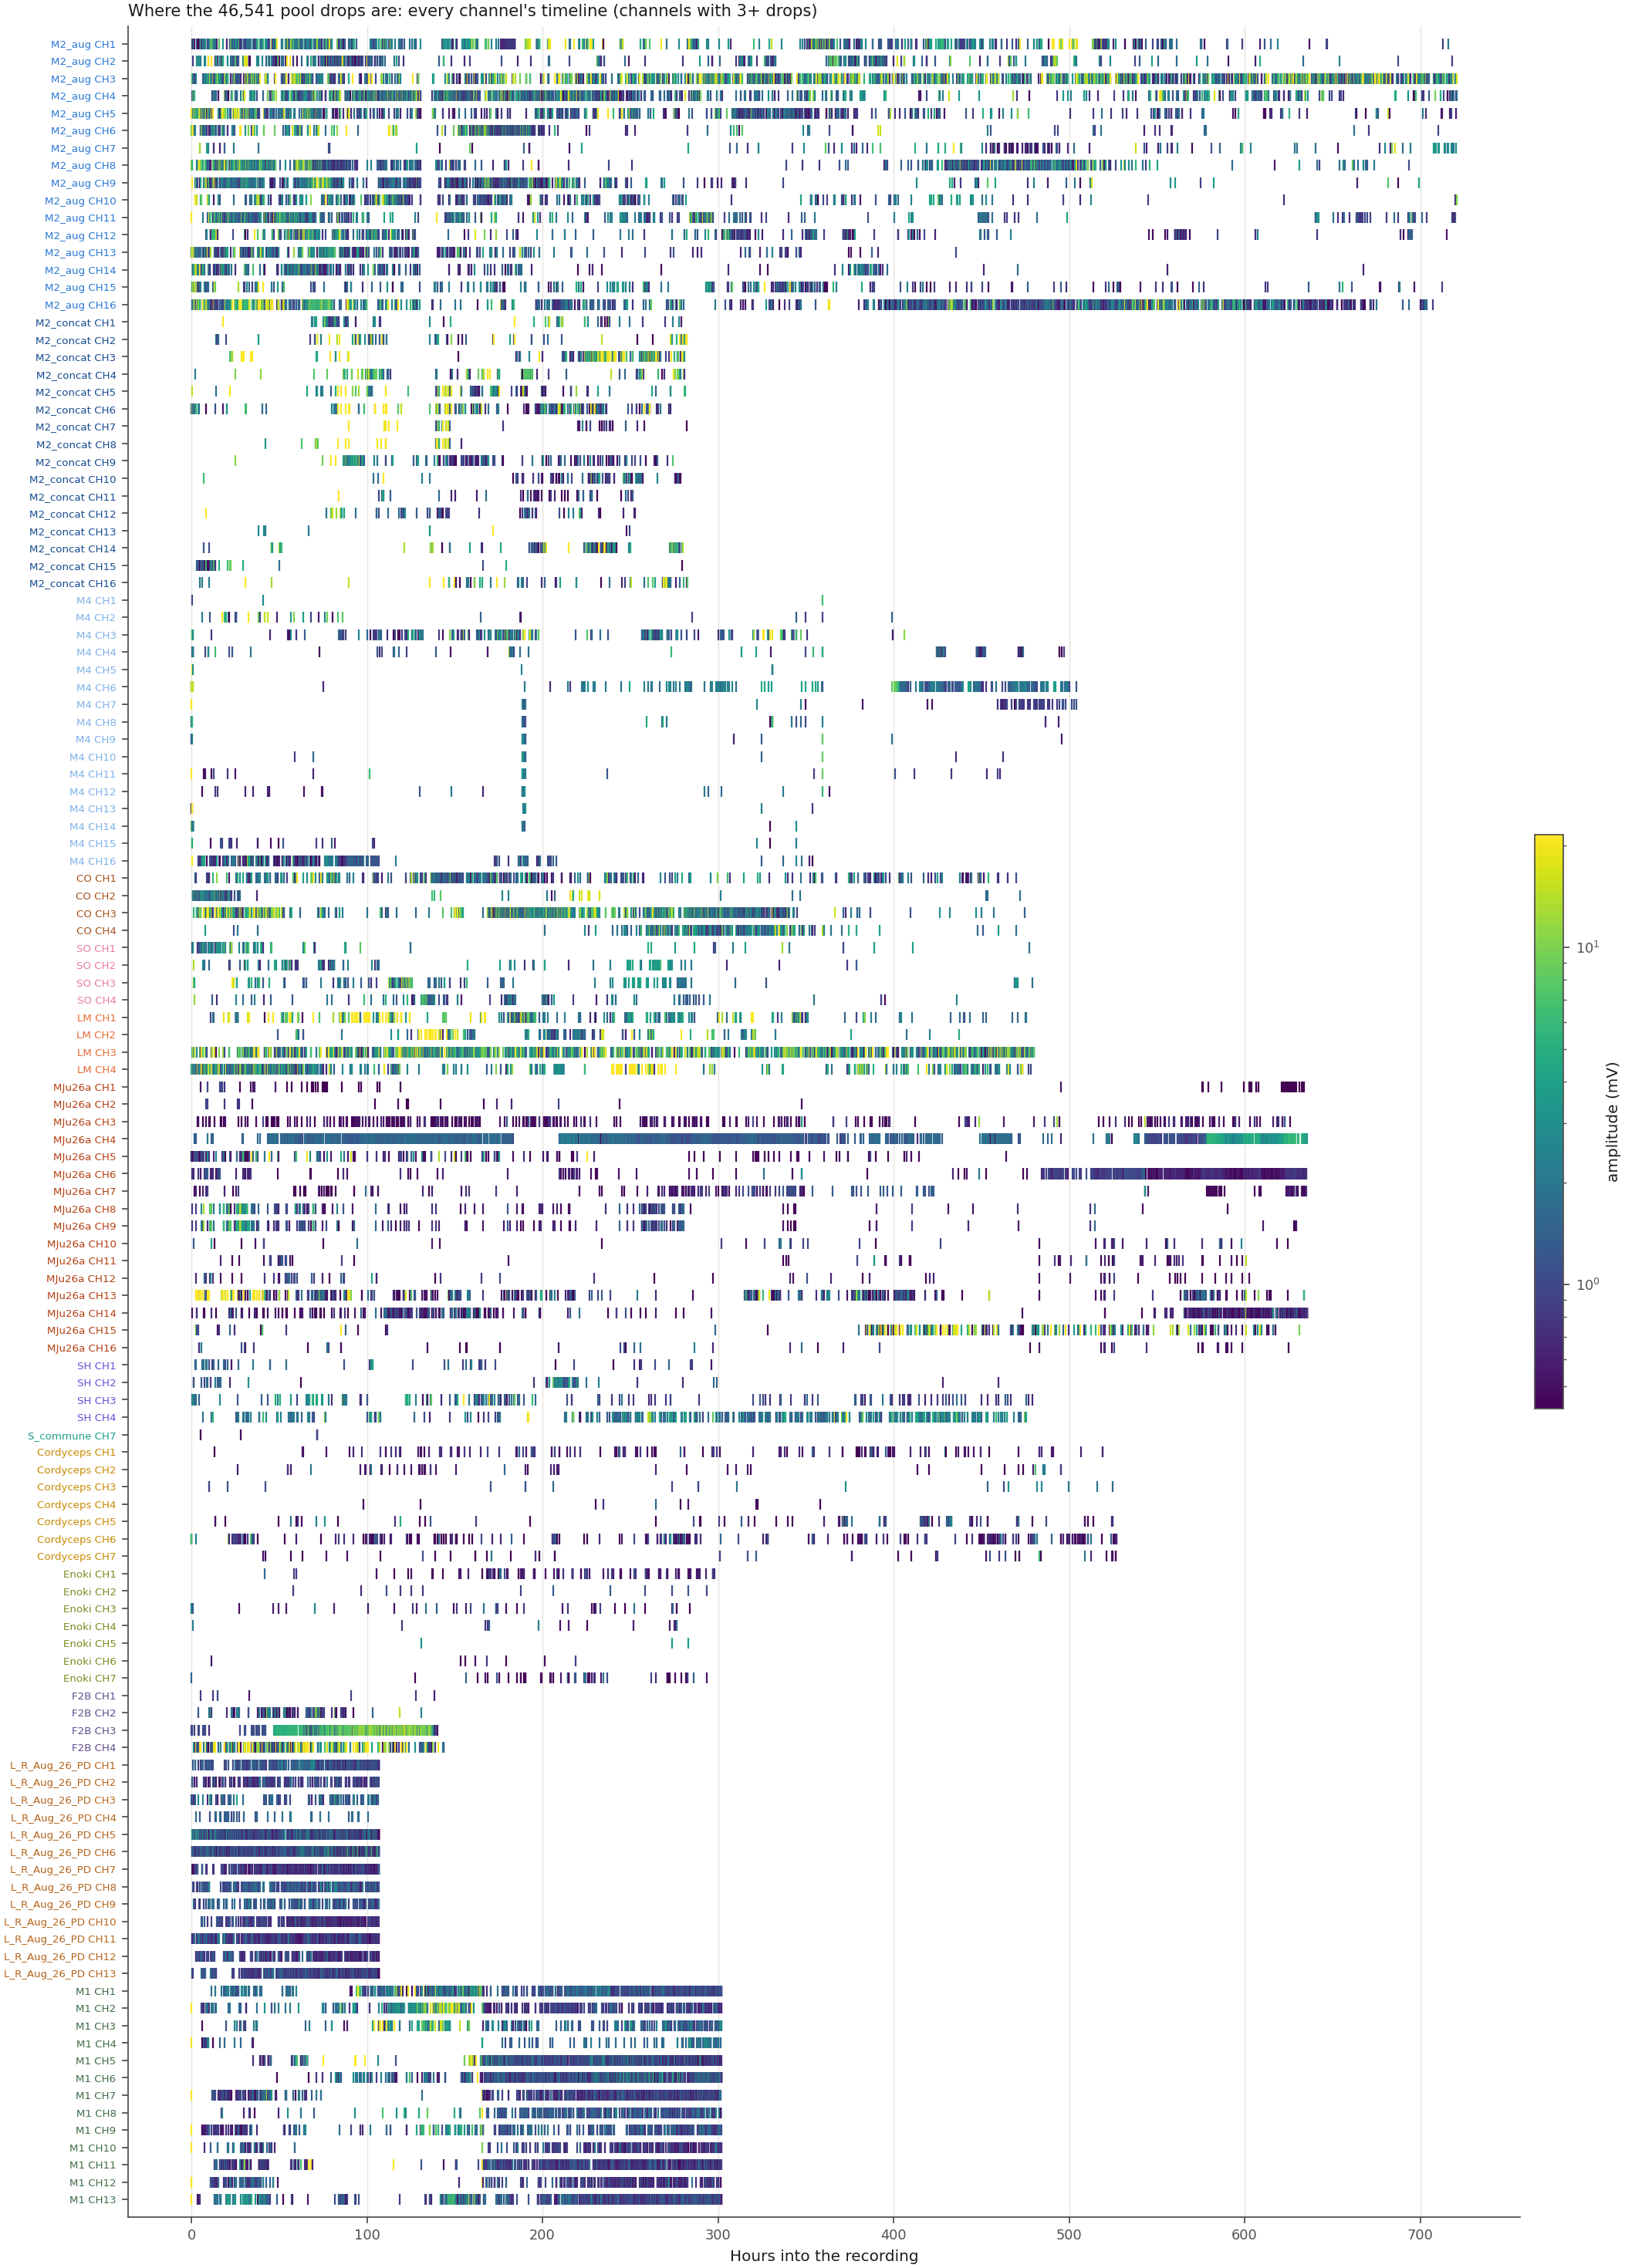 Where the 46,541 pool drops are: every channel's timeline (channels with 3+ drops)
M2_aug CH1
M2_aug CH2
M2_aug CH3
M2_aug CH4
M2_aug CH5
M2_aug CH6
M2_aug CH7
M2_aug CH8
M2_aug CH9
M2_aug CH10
M2_aug CH11
M2_aug CH12
M2_aug CH13
M2_aug CH14
M2_aug CH15
M2_aug CH16
M2_concat CH1
M2_concat CH2
M2_concat CH3
M2_concat CH4
M2_concat CH5
M2_concat CH6
M2_concat CH7
M2_concat CH8
M2_concat CH9
M2_concat CH10
M2_concat CH11
M2_concat CH12
M2_concat CH13
M2_concat CH14
M2_concat CH15
M2_concat CH16
M4 CH1
M4 CH2
M4 CH3
M4 CH4
M4 CH5
M4 CH6
M4 CH7
M4 CH8
M4 CH9
M4 CH10
M4 CH11
M4 CH12
M4 CH13
M4 CH14
M4 CH15
M4 CH16
CO CH1
CO CH2
CO CH3
CO CH4
SO CH1
SO CH2
SO CH3
SO CH4
LM CH1
LM CH2
LM CH3
LM CH4
MJu26a CH1
MJu26a CH2
MJu26a CH3
MJu26a CH4
MJu26a CH5
MJu26a CH6
MJu26a CH7
MJu26a CH8
MJu26a CH9
MJu26a CH10
MJu26a CH11
MJu26a CH12
MJu26a CH13
MJu26a CH14
MJu26a CH15
MJu26a CH16
SH CH1
SH CH2
SH CH3
SH CH4
S_commune CH7
Cordyceps CH1
Cordyceps CH2
Cordyceps CH3
Cordyceps CH4
Cordyceps CH5
Cordyceps CH6
Cordyceps CH7
Enoki CH1
Enoki CH2
Enoki CH3
Enoki CH4
Enoki CH5
Enoki CH6
Enoki CH7
F2B CH1
F2B CH2
F2B CH3
F2B CH4
L_R_Aug_26_PD CH1
L_R_Aug_26_PD CH2
L_R_Aug_26_PD CH3
L_R_Aug_26_PD CH4
L_R_Aug_26_PD CH5
L_R_Aug_26_PD CH6
L_R_Aug_26_PD CH7
L_R_Aug_26_PD CH8
L_R_Aug_26_PD CH9
L_R_Aug_26_PD CH10
L_R_Aug_26_PD CH11
L_R_Aug_26_PD CH12
L_R_Aug_26_PD CH13
M1 CH1
M1 CH2
M1 CH3
M1 CH4
M1 CH5
M1 CH6
M1 CH7
M1 CH8
M1 CH9
M1 CH10
M1 CH11
M1 CH12
M1 CH13
0 100 200 300 400 500 600 700
Hours into the recording
10¹
10⁰
amplitude (mV)